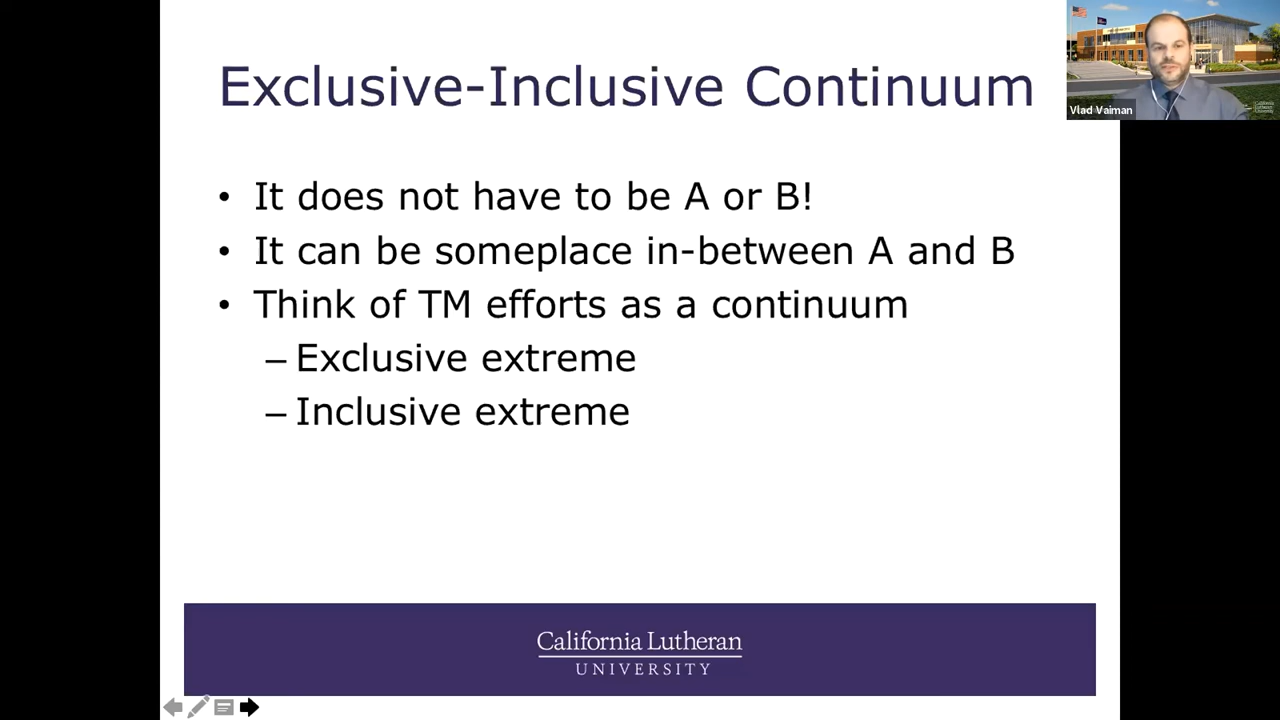 Exclusive-Inclusive Continuum
Vlad Vaiman
• It does not have to be A or B!
• It can be someplace in-between A and B
• Think of TM efforts as a continuum
– Exclusive extreme
– Inclusive extreme
California Lutheran
UNIVERSITY